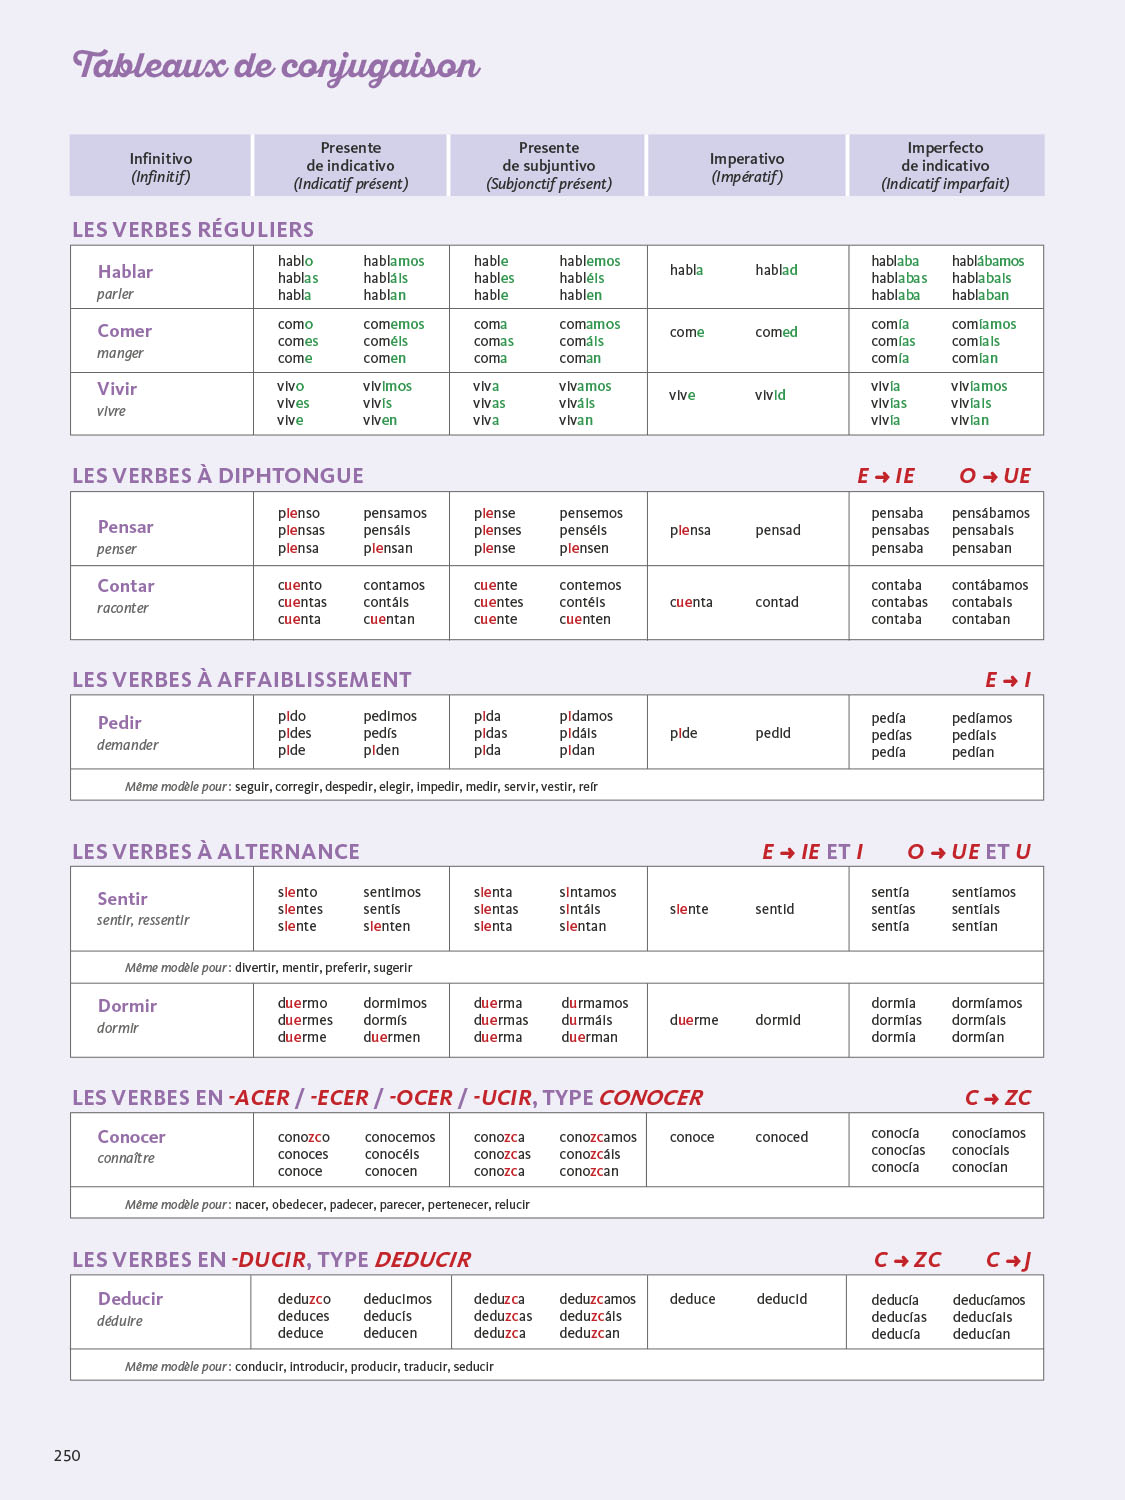 Tableaux de conjugaison
Infinitivo
(Infinitif)
Presente
de indicativo
(Indicatif présent)
Presente
de subjuntivo
(Subjonctif présent)
Imperativo
(Impératif)
Imperfecto
de indicativo
(Indicatif imparfait)
LES VERBES RÉGULIERS
Hablar
parler
hablo hablamos
hablas habláis
habla hablan
hable hablemos
hables habléis
hable hablen
habla hablad
hablaba hablábamos
hablabas hablabais
hablaba hablaban
Comer
manger
como comemos
comes coméis
come comen
coma comamos
comas comáis
coma coman
come comed
comía comíamos
comías comíais
comía comían
Vivir
vivre
vivo vivimos
vives vivís
vive viven
viva vivamos
vivas viváis
viva vivan
vive vivid
vivía vivíamos
vivías vivíais
vivía vivían
LES VERBES À DIPHTONGUE E ➜ IE O ➜ UE
Pensar
penser
pienso pensamos
piensas pensáis
piensa piensan
piense pensemos
pienses penséis
piense piensen
piensa pensad
pensaba pensábamos
pensabas pensabais
pensaba pensaban
Contar
raconter
cuento contamos
cuentas contáis
cuenta cuentan
cuente contemos
cuentes contéis
cuente cuenten
cuenta contad
contaba contábamos
contabas contabais
contaba contaban
LES VERBES À AFFAIBLISSEMENT E ➜ I
Pedir
demander
pido pedimos
pides pedís
pide piden
pida pidamos
pidas pidáis
pida pidan
pide pedid
pedía pedíamos
pedías pedíais
pedía pedían
Même modèle pour : seguir, corregir, despedir, elegir, impedir, medir, servir, vestir, reír
LES VERBES À ALTERNANCE E ➜ IE ET I O ➜ UE ET U
Sentir
sentir, ressentir
siento sentimos
sientes sentís
siente sienten
sienta sintamos
sientas sintáis
sienta sientan
siente sentid
sentía sentíamos
sentías sentíais
sentía sentían
Même modèle pour : divertir, mentir, preferir, sugerir
Dormir
dormir
duermo dormimos
duermes dormís
duerme duermen
duerma durmamos
duermas durmáis
duerma duerman
duerme dormid
dormía dormíamos
dormías dormíais
dormía dormían
LES VERBES EN -ACER / -ECER / -OCER / -UCIR, TYPE CONOCER C ➜ ZC
Conocer
connaître
conozco conocemos
conoces conocéis
conoce conocen
conozca conozcamos
conozcas conozcáis
conozca conozcan
conoce conoced
conocía conocíamos
conocías conocíais
conocía conocían
Même modèle pour : nacer, obedecer, padecer, parecer, pertenecer, relucir
LES VERBES EN -DUCIR, TYPE DEDUCIR C ➜ ZC C ➜ J
Deducir
déduire
deduzco deducimos
deduces deducís
deduce deducen
deduzca deduzcamos
deduzcas deduzcáis
deduzca deduzcan
deduce deducid
deducía deducíamos
deducías deducíais
deducía deducían
Même modèle pour : conducir, introducir, producir, traducir, seducir
250